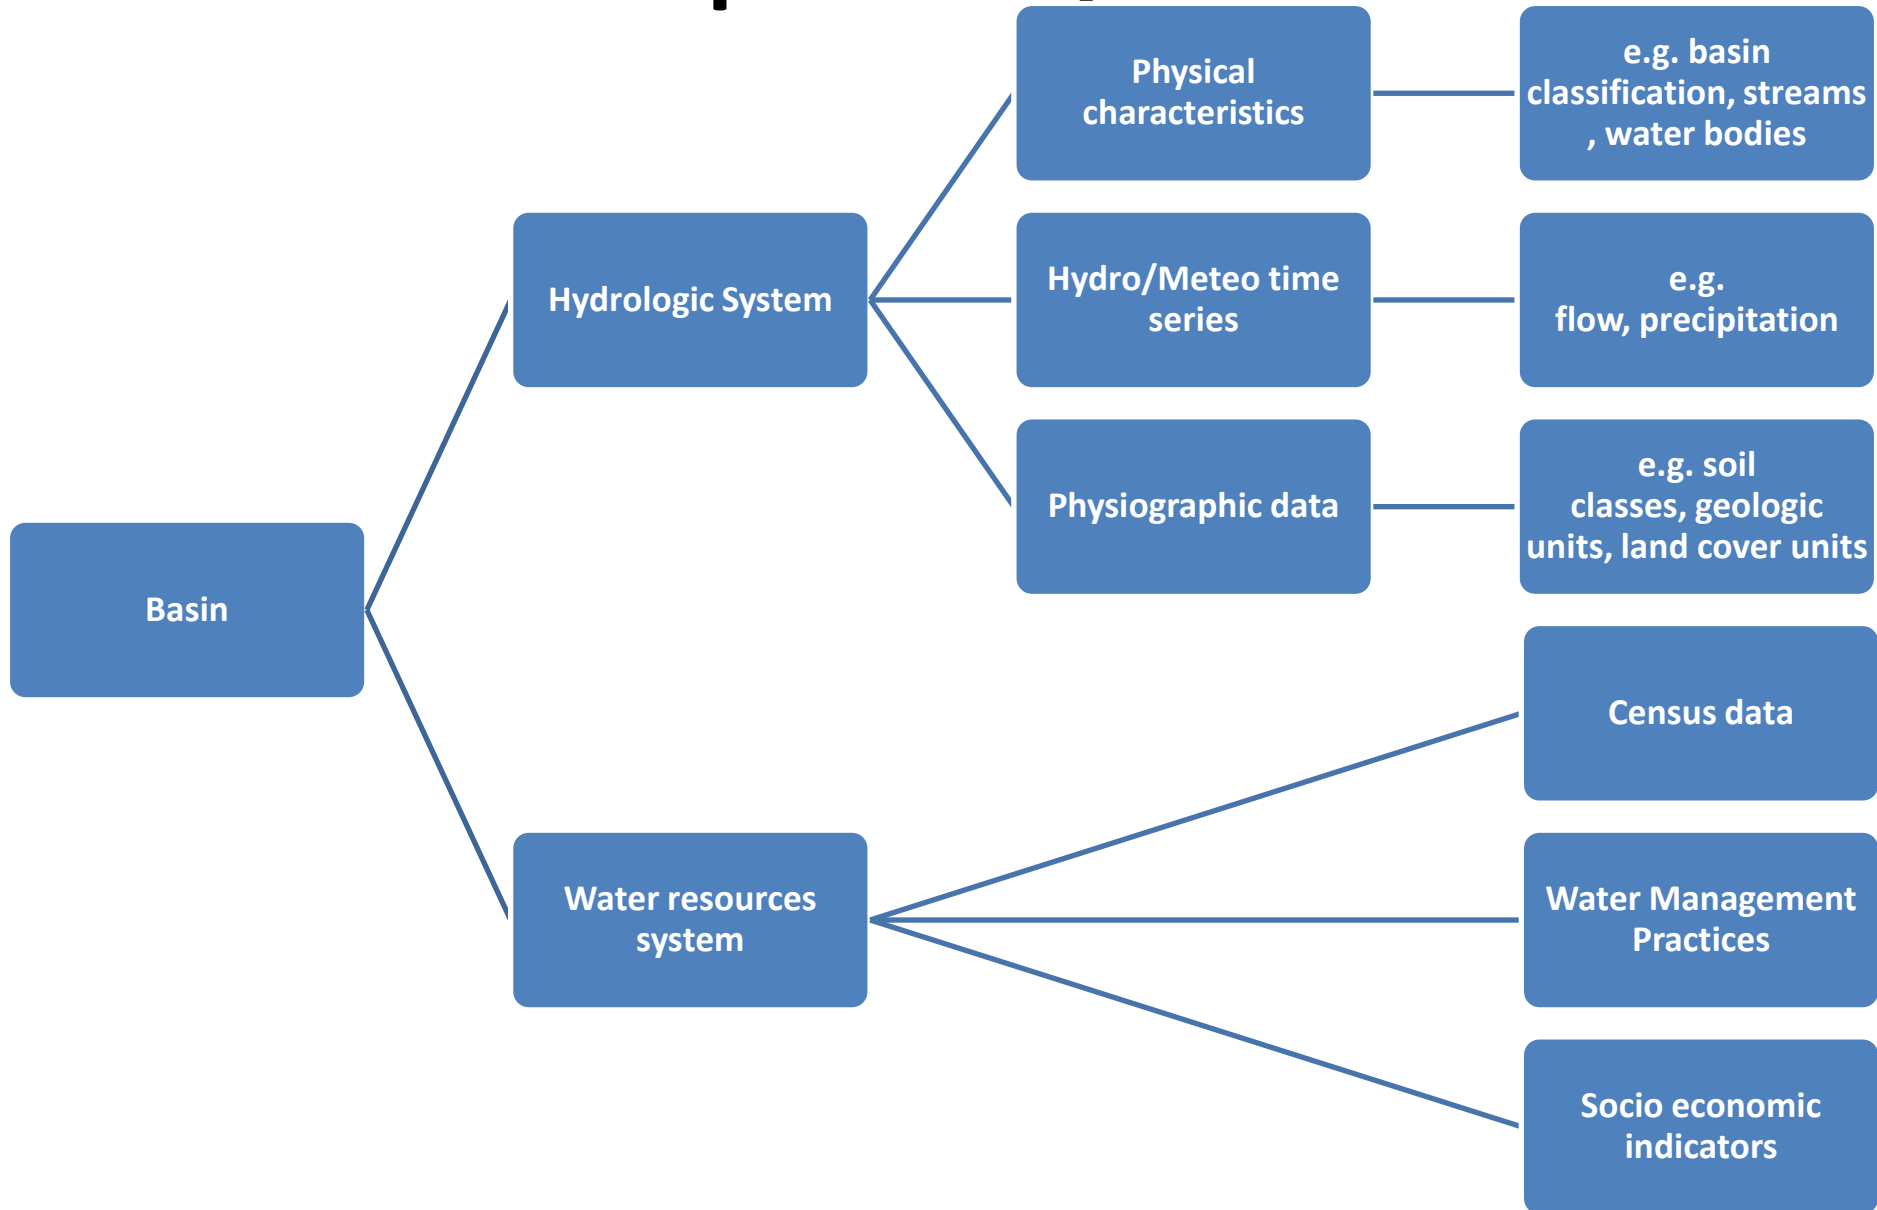 Physical
characteristics
e.g. basin
classification, streams
, water bodies
Hydrologic System
Hydro/Meteo time
series
e.g.
flow, precipitation
Physiographic data
e.g. soil
classes, geologic
units, land cover units
Basin
Census data
Water resources
system
Water Management
Practices
Socio economic
indicators